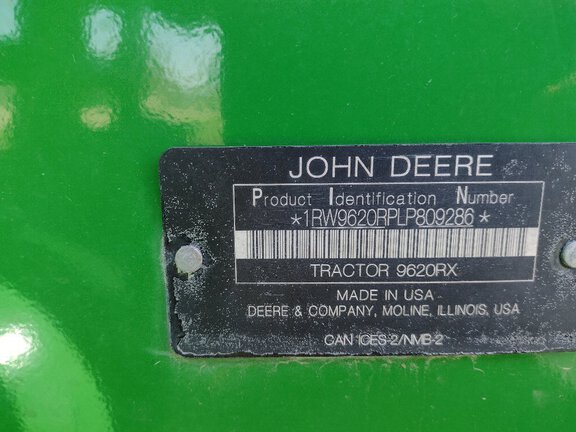 JOHN DEERE
Product Identification Number
*1RW9620RPLP809286*
TRACTOR 9620RX
MADE IN USA
DEERE & COMPANY, MOLINE, ILLINOIS, USA
CAN ICES-2/NMB-2